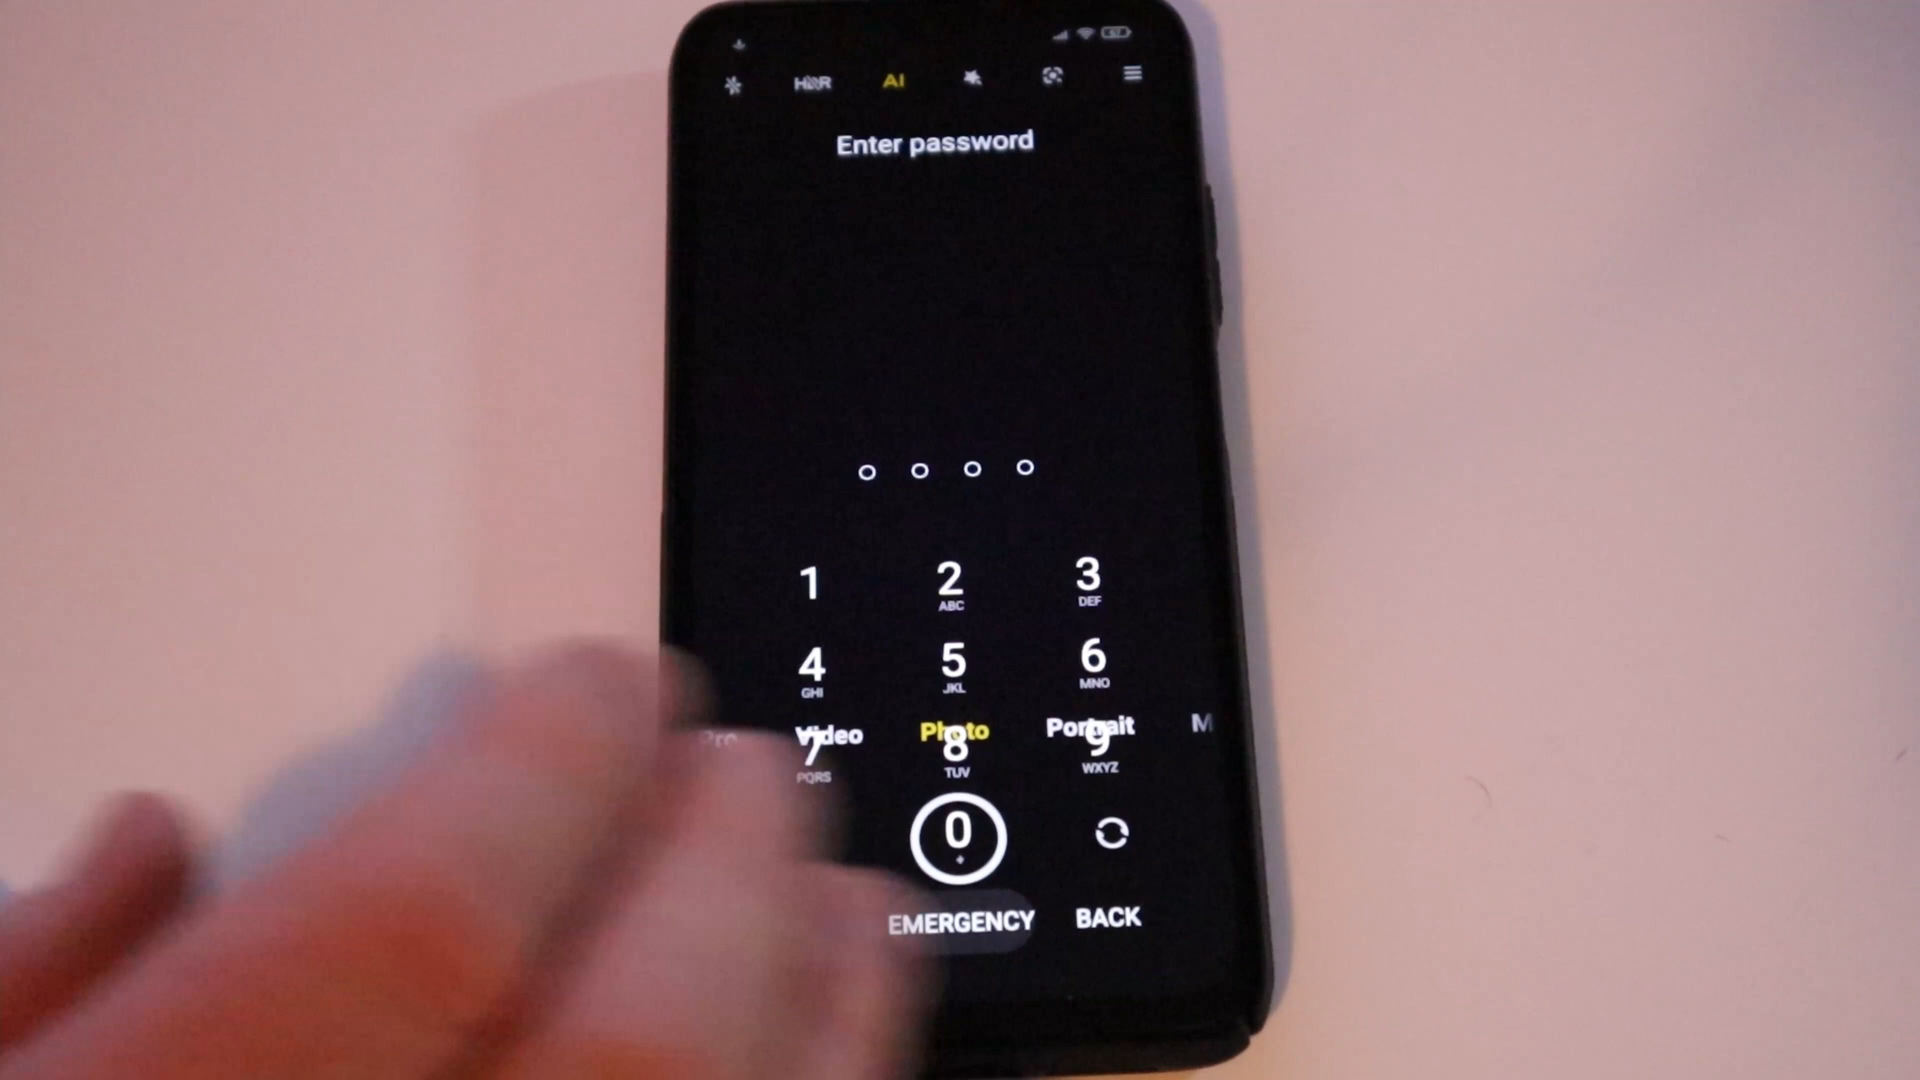 HDR AI
Enter password
1 2 3
ABC DEF
4 5 6
GHI JKL MNO
Video Photo Portrait M
7 8 9
PQRS TUV WXYZ
0
+
EMERGENCY BACK